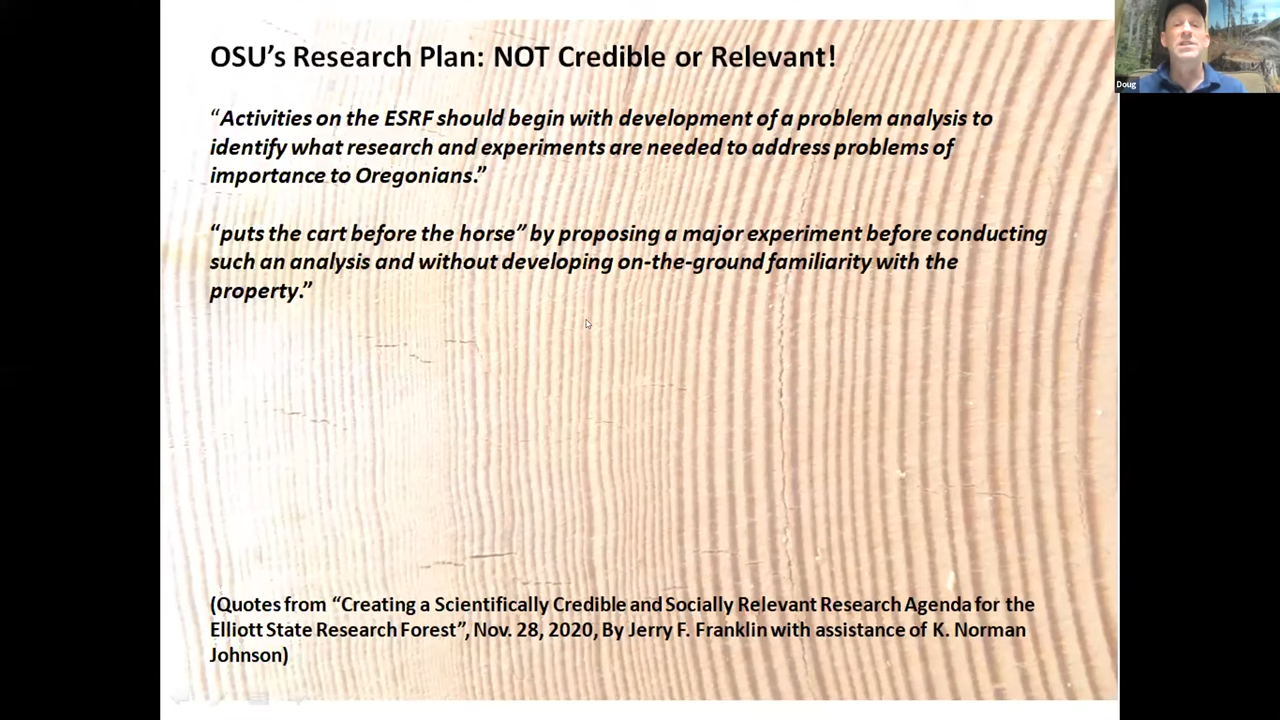 OSU’s Research Plan: NOT Credible or Relevant!
“Activities on the ESRF should begin with development of a problem analysis to
identify what research and experiments are needed to address problems of
importance to Oregonians.”
“puts the cart before the horse” by proposing a major experiment before conducting
such an analysis and without developing on-the-ground familiarity with the
property.”
(Quotes from “Creating a Scientifically Credible and Socially Relevant Research Agenda for the
Elliott State Research Forest”, Nov. 28, 2020, By Jerry F. Franklin with assistance of K. Norman
Johnson)
Doug